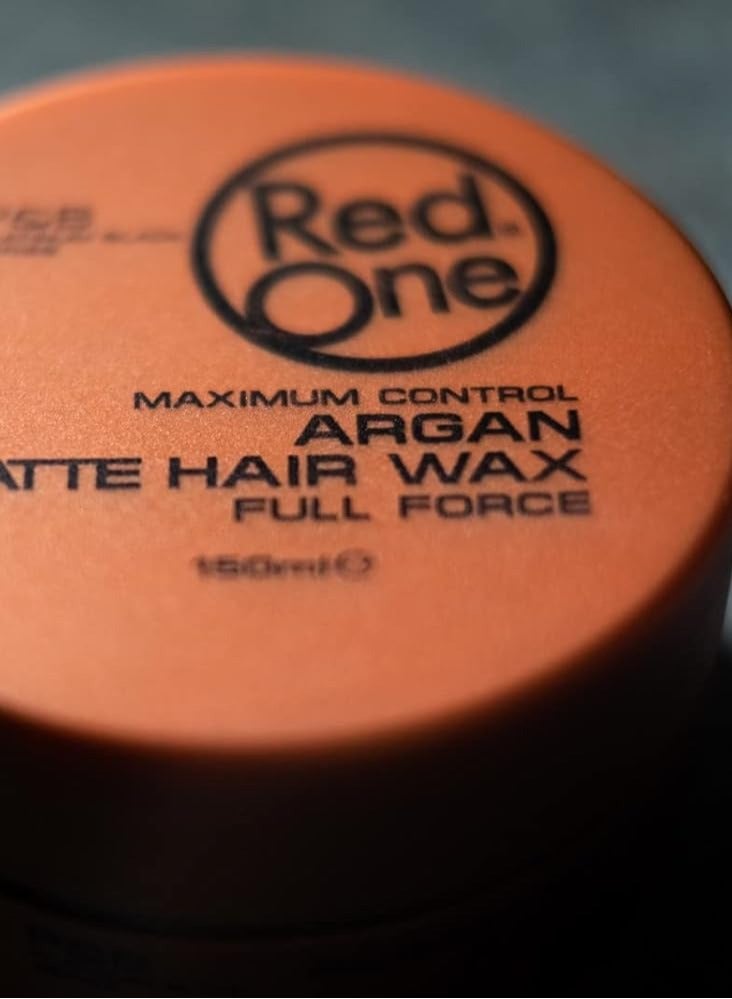 Red
One
MAXIMUM CONTROL
ARGAN
ATTE HAIR WAX
FULL FORCE
150ml e